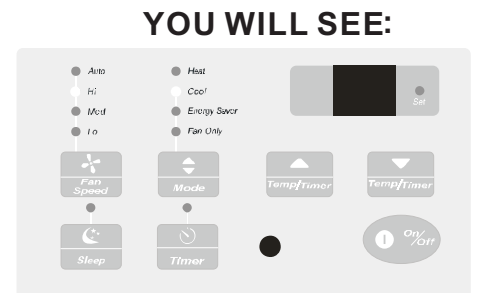 YOU WILL SEE:
Auto
Hi
Med
Lo
Heat
Cool
Energy Saver
Fan Only
Set
Fan Speed
Mode
Temp/Timer
Temp/Timer
Sleep
Timer
On/Off